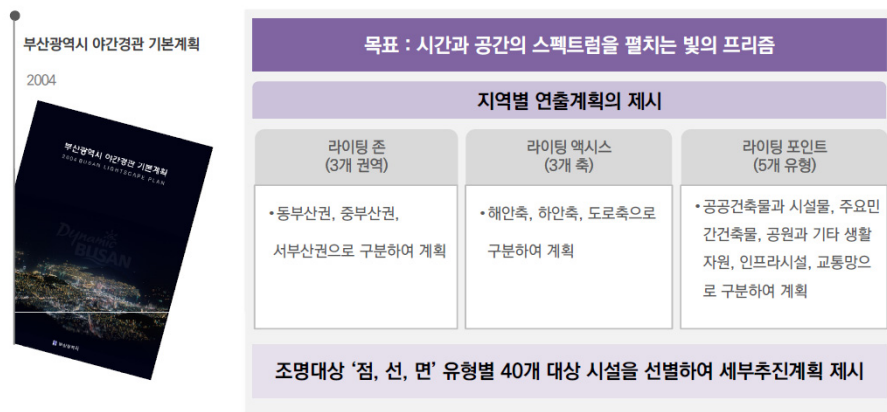 부산광역시 야간경관 기본계획
2004
부산광역시 야간경관 기본계획
2004 BUSAN LIGHTSCAPE PLAN
Dynamic
BUSAN
부산광역시
목표 : 시간과 공간의 스펙트럼을 펼치는 빛의 프리즘
지역별 연출계획의 제시
라이팅 존
(3개 권역)
• 동부산권, 중부산권,
서부산권으로 구분하여 계획
라이팅 액시스
(3개 축)
• 해안축, 하안축, 도로축으로
구분하여 계획
라이팅 포인트
(5개 유형)
• 공공건축물과 시설물, 주요민
간건축물, 공원과 기타 생활
자원, 인프라시설, 교통망으
로 구분하여 계획
조명대상 ‘점, 선, 면’ 유형별 40개 대상 시설을 선별하여 세부추진계획 제시